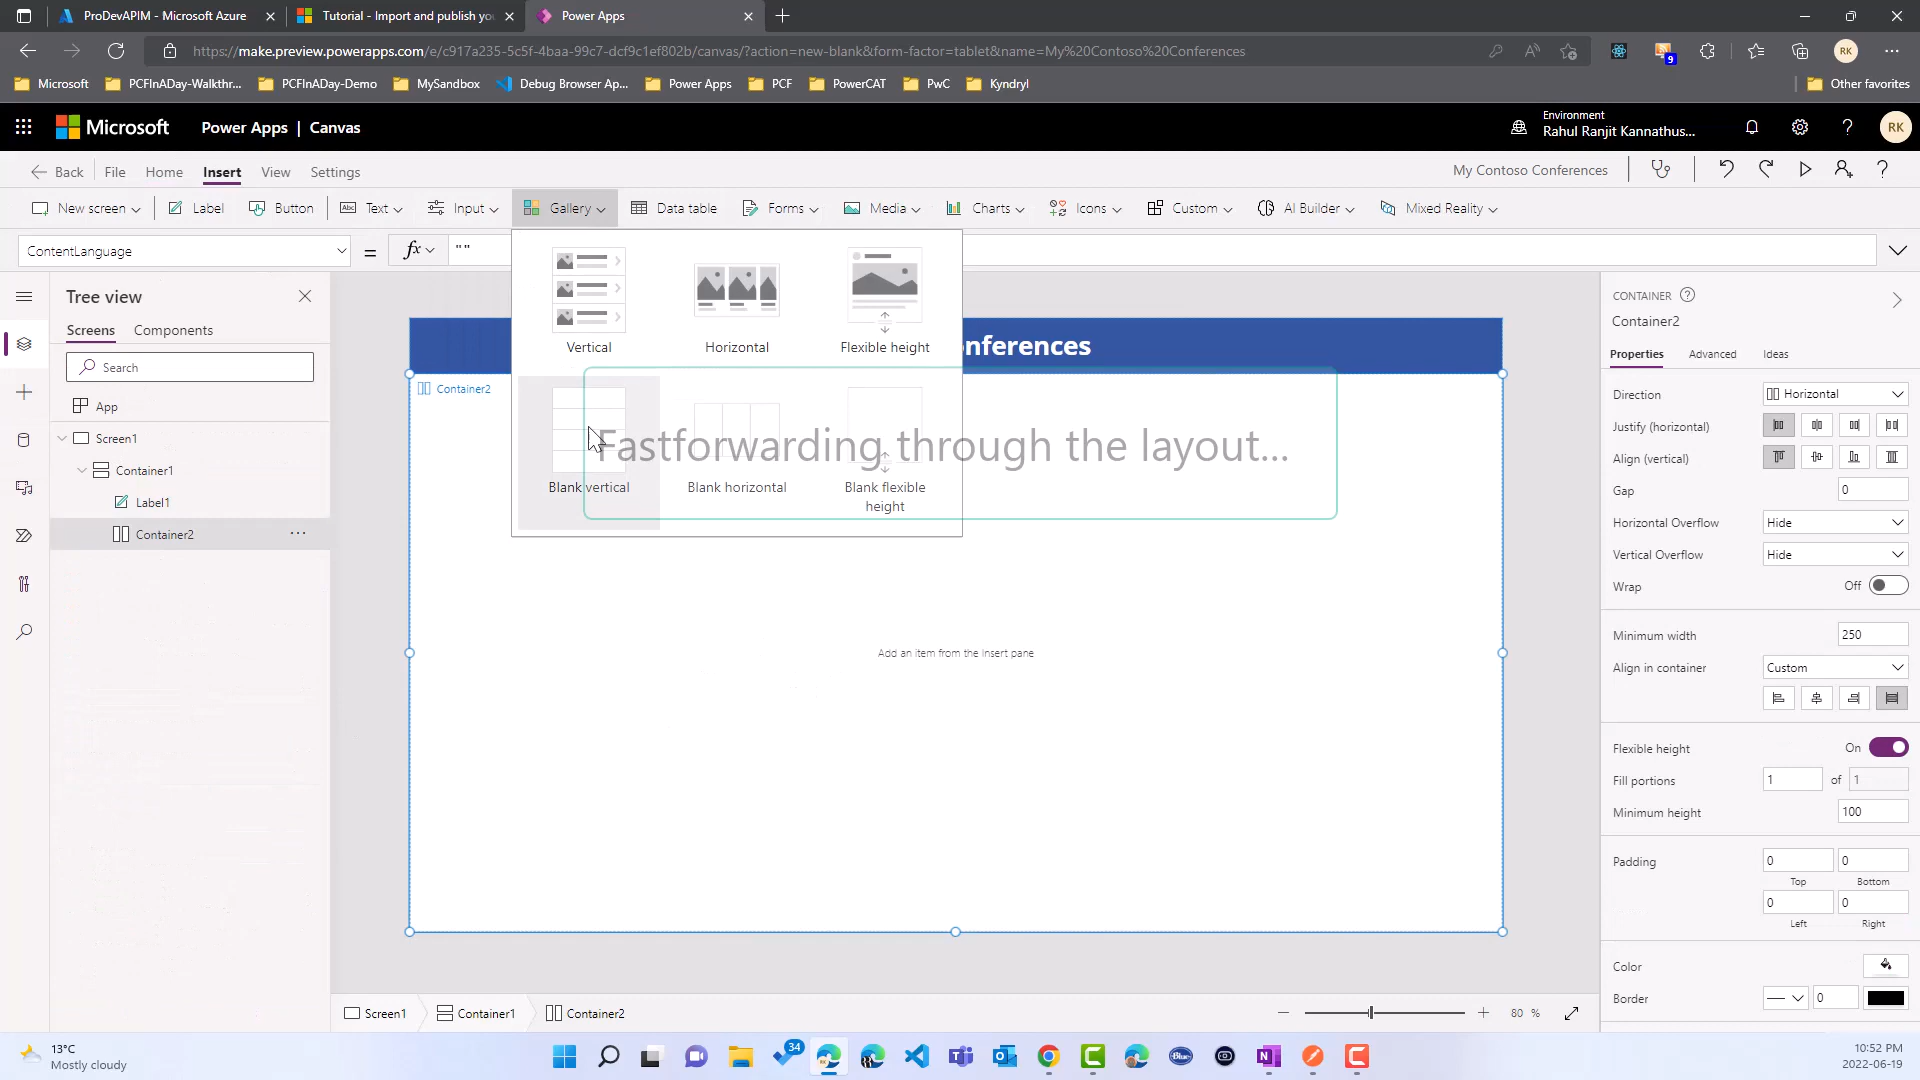 ProDevAPIM - Microsoft Azure
Tutorial - Import and publish yo
Power Apps
https://make.preview.powerapps.com/e/c917a235-5c5f-4baa-99c7-dcf9c1ef802b/canvas/?action=new-blank&form-factor=tablet&name=My%20Contoso%20Conferences
9
RK
Microsoft
PCFInADay-Walkthr...
PCFInADay-Demo
MySandbox
Debug Browser Ap...
Power Apps
PCF
PowerCAT
PwC
Kyndryl
Other favorites
Microsoft
Power Apps | Canvas
Environment
Rahul Ranjit Kannathus...
RK
Back
File
Home
Insert
View
Settings
My Contoso Conferences
New screen
Label
Button
Text
Input
Gallery
Data table
Forms
Media
Charts
Icons
Custom
AI Builder
Mixed Reality
ContentLanguage
=
fx
""
Tree view
Screens
Components
Search
App
Screen1
Container1
Label1
Container2
...
Vertical
Horizontal
Flexible height
Blank vertical
Blank horizontal
Blank flexible
height
nferences
Container2
Fastforwarding through the layout...
Add an item from the insert pane
CONTAINER
Container2
Properties
Advanced
Ideas
Direction
Horizontal
Justify (horizontal)
Align (vertical)
Gap
0
Horizontal Overflow
Hide
Vertical Overflow
Hide
Wrap
Off
Minimum width
250
Align in container
Custom
Flexible height
On
Fill portions
1 of 1
Minimum height
100
Padding
0
0
Top
Bottom
0
0
Left
Right
Color
Border
0
Screen1
Container1
Container2
80 %
13°C
Mostly cloudy
34
10:52 PM
2022-06-19